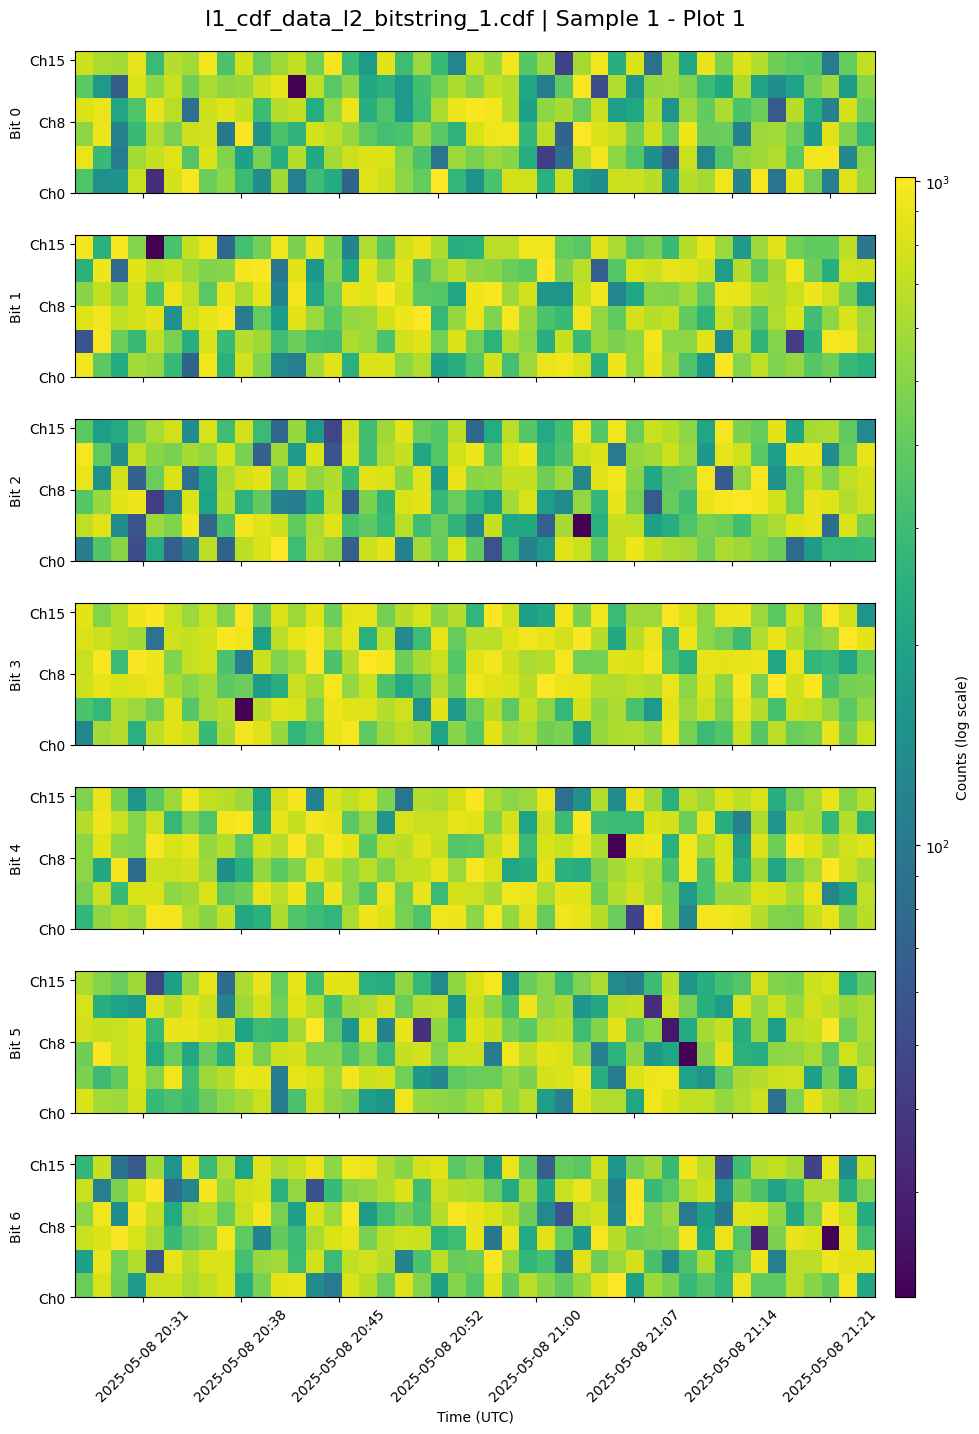 l1_cdf_data_l2_bitstring_1.cdf | Sample 1 - Plot 1
Bit 0
Ch15
Ch8
Ch0
Bit 1
Ch15
Ch8
Ch0
Bit 2
Ch15
Ch8
Ch0
Bit 3
Ch15
Ch8
Ch0
Bit 4
Ch15
Ch8
Ch0
Bit 5
Ch15
Ch8
Ch0
Bit 6
Ch15
Ch8
Ch0
2025-05-08 20:31
2025-05-08 20:38
2025-05-08 20:45
2025-05-08 20:52
2025-05-08 21:00
2025-05-08 21:07
2025-05-08 21:14
2025-05-08 21:21
Time (UTC)
10³
10²
Counts (log scale)